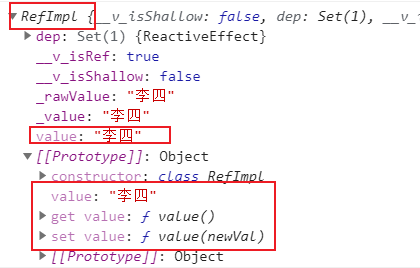 ▼RefImpl {__v_isShallow: false, dep: Set(1), __v_
▶ dep: Set(1) {ReactiveEffect}
__v_isRef: true
__v_isShallow: false
_rawValue: "李四"
_value: "李四"
value: "李四"
▼ [[Prototype]]: Object
▶ constructor: class RefImpl
value: "李四"
▶ get value: ƒ value()
▶ set value: ƒ value(newVal)
▶ [[Prototype]]: Object